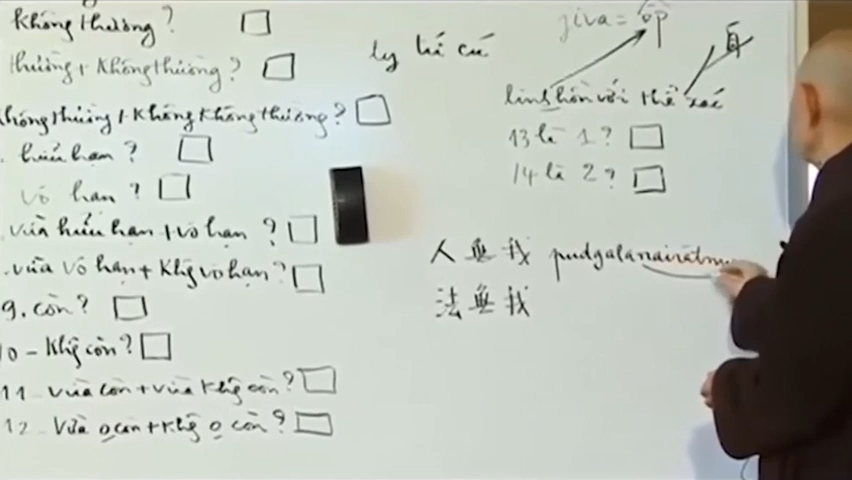 không thường?
thường + không thường?
không thường + không không thường?
. hữu hạn?
vô hạn?
. vừa hữu hạn + vô hạn?
. vừa vô hạn + khg vô hạn?
9. còn?
10 - khg còn?
11 - vừa còn + vừa khg còn?
12 - vừa o còn + khg o còn?
ly tứ cú
jiva =
身
linh hồn với thể xác
13 là 1?
14 là 2?
人無我 pudgalanairātmy
法無我